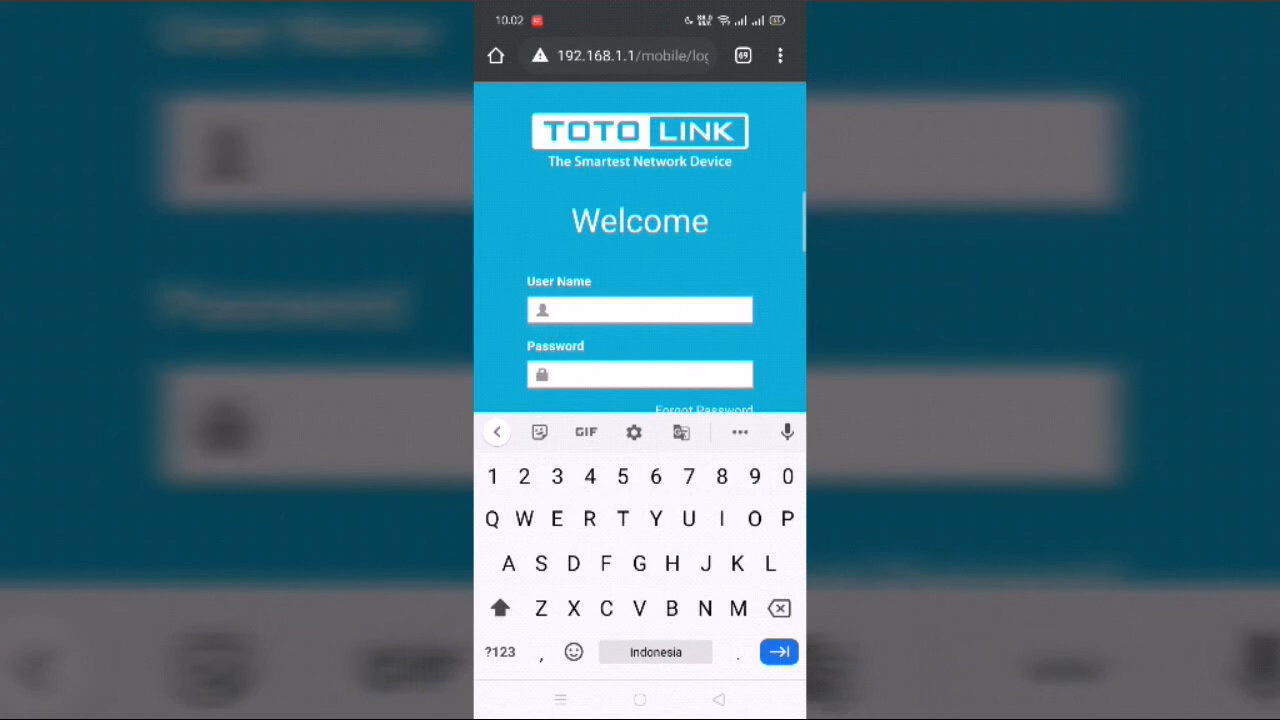 10.02
192.168.1.1/mobile/log
69
TOTO LINK
The Smartest Network Device
Welcome
User Name
Password
Forgot Password
GIF
1 2 3 4 5 6 7 8 9 0
Q W E R T Y U I O P
A S D F G H J K L
Z X C V B N M
?123 , Indonesia .